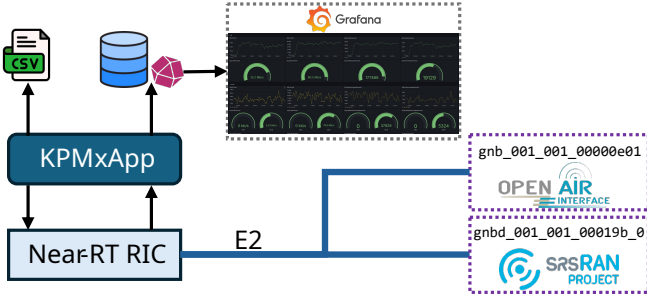 Grafana
CSV
KPMxApp
Near-RT RIC
E2
gnb_001_001_00000e01
OPEN AIR
INTERFACE
gnbd_001_001_00019b_0
srsRAN
PROJECT